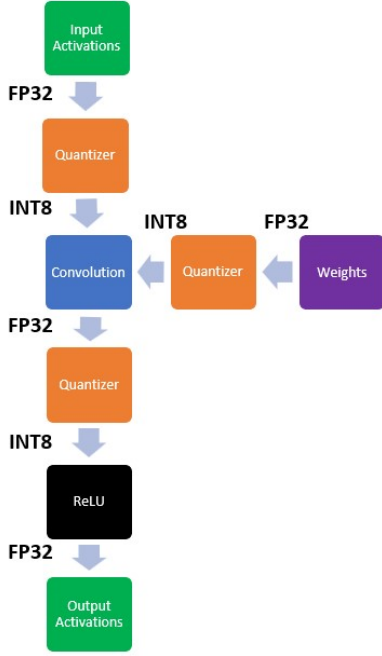 Input
Activations
FP32
Quantizer
INT8
INT8
FP32
Convolution
Quantizer
Weights
FP32
Quantizer
INT8
ReLU
FP32
Output
Activations